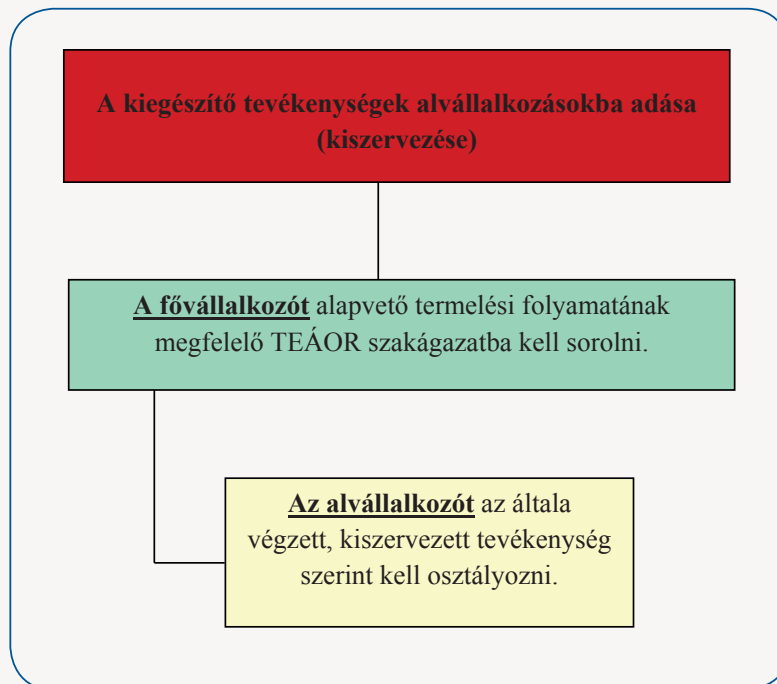 A kiegészítő tevékenységek alvállalkozásokba adása
(kiszervezése)
A fővállalkozót alapvető termelési folyamatának
megfelelő TEÁOR szakágazatba kell sorolni.
Az alvállalkozót az általa
végzett, kiszervezett tevékenység
szerint kell osztályozni.